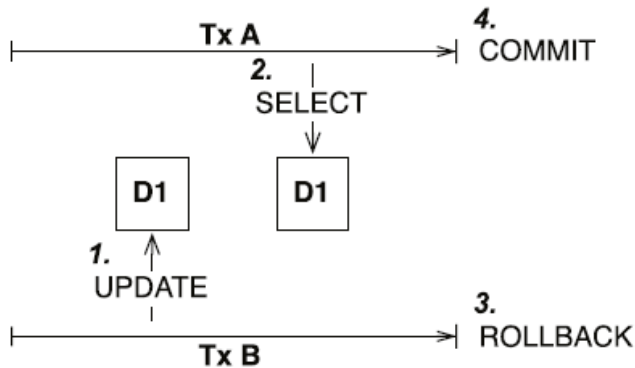 4.
Tx A
COMMIT
2.
SELECT
D1
D1
1.
UPDATE
3.
ROLLBACK
Tx B